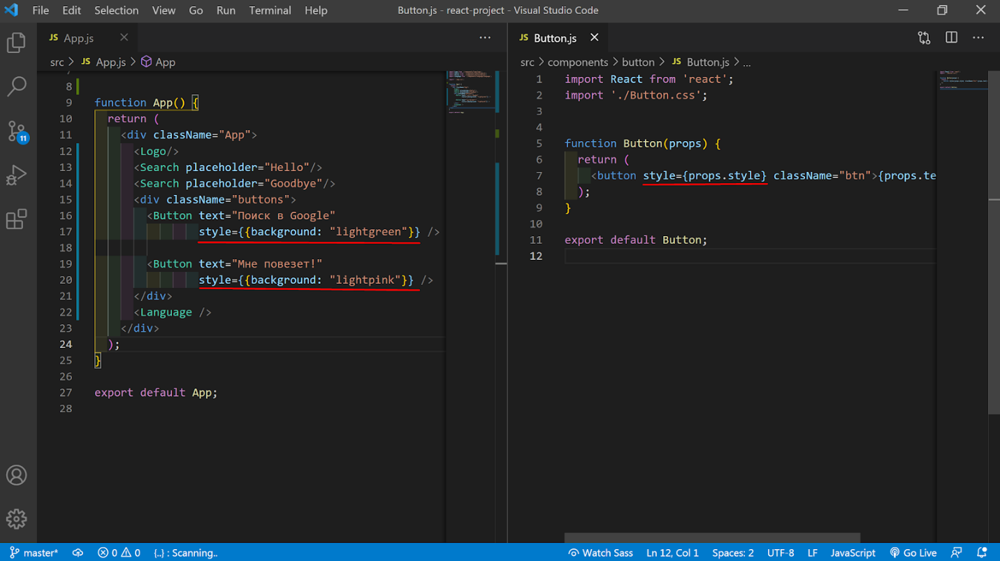 File Edit Selection View Go Run Terminal Help
Button.js - react-project - Visual Studio Code
JS App.js
src > JS App.js > App
7
8
9 function App() {
10 return (
11 <div className="App">
12 <Logo/>
13 <Search placeholder="Hello"/>
14 <Search placeholder="Goodbye"/>
15 <div className="buttons">
16 <Button text="Поиск в Google"
17 style={{background: "lightgreen"}} />
18
19 <Button text="Мне повезет!"
20 style={{background: "lightpink"}} />
21 </div>
22 <Language />
23 </div>
24 );
25 }
26
27 export default App;
28
JS Button.js
src > components > button > JS Button.js > ...
1 import React from 'react';
2 import './Button.css';
3
4
5 function Button(props) {
6 return (
7 <button style={props.style} className="btn">{props.te
8 );
9 }
10
11 export default Button;
12
11
master* 0 0 {..} : Scanning.. Watch Sass Ln 12, Col 1 Spaces: 2 UTF-8 LF JavaScript Go Live